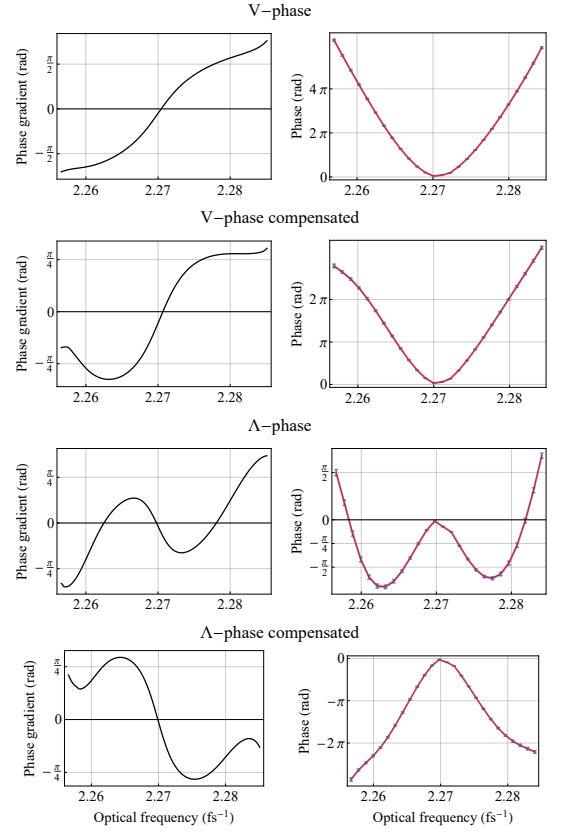 V−phase
Phase gradient (rad)
π/2
0
−π/2
2.26 2.27 2.28
Phase (rad)
4 π
2 π
0
2.26 2.27 2.28
V−phase compensated
Phase gradient (rad)
π/4
0
−π/4
2.26 2.27 2.28
Phase (rad)
2 π
π
0
2.26 2.27 2.28
Λ−phase
Phase gradient (rad)
π/4
0
−π/4
2.26 2.27 2.28
Phase (rad)
π/2
0
−π/4
−π/2
2.26 2.27 2.28
Λ−phase compensated
Phase gradient (rad)
π/4
0
−π/4
2.26 2.27 2.28
Optical frequency (fs⁻¹)
Phase (rad)
0
−π
−2 π
2.26 2.27 2.28
Optical frequency (fs⁻¹)